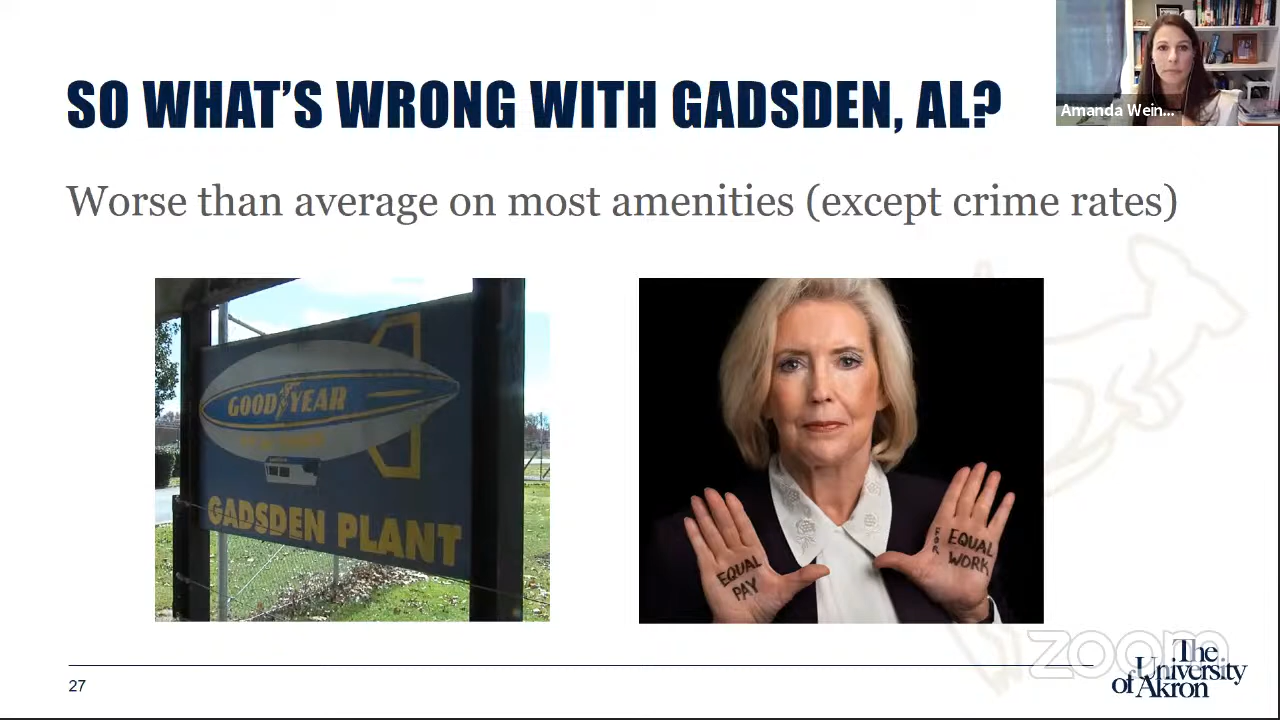 SO WHAT'S WRONG WITH GADSDEN, AL?
Amanda Wein...
Worse than average on most amenities (except crime rates)
GOODYEAR
GADSDEN PLANT
EQUAL
PAY
FOR
EQUAL
WORK
zoom
27
The
University
of Akron